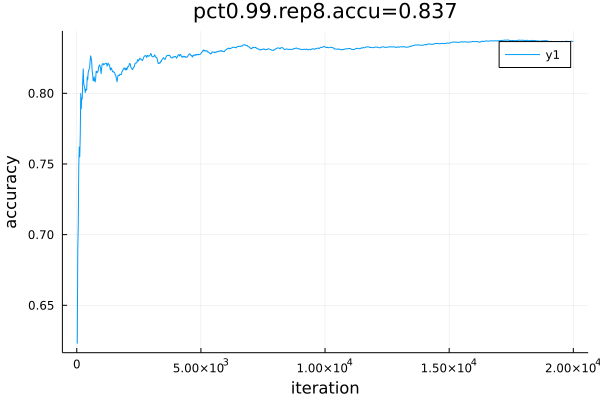 pct0.99.rep8.accu=0.837
y1
accuracy
0.80
0.75
0.70
0.65
0
5.00×10³
1.00×10⁴
1.50×10⁴
2.00×10⁴
iteration